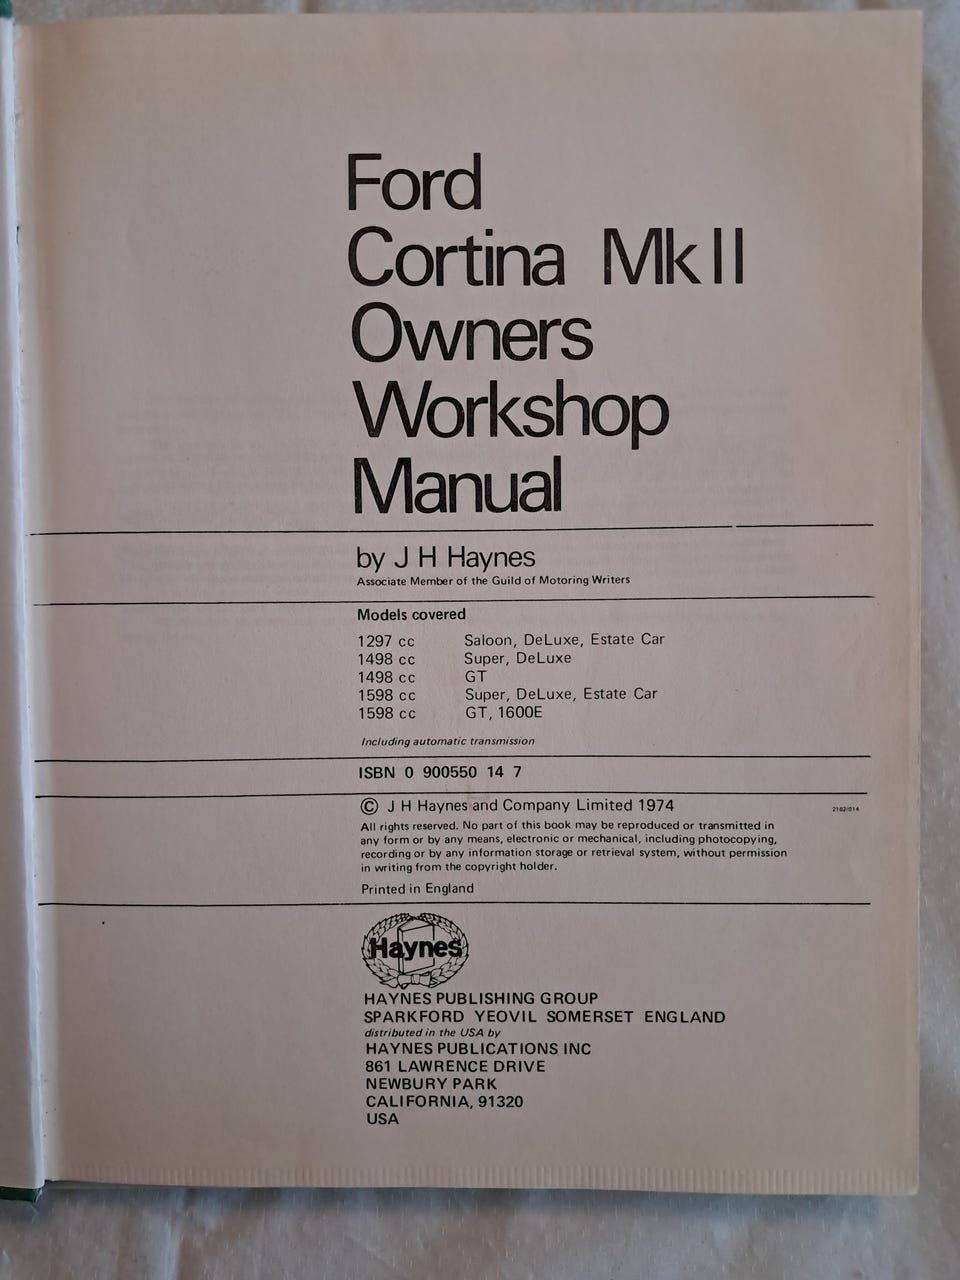 Ford
Cortina MkII
Owners
Workshop
Manual
by J H Haynes
Associate Member of the Guild of Motoring Writers
Models covered
1297 cc Saloon, DeLuxe, Estate Car
1498 cc Super, DeLuxe
1498 cc GT
1598 cc Super, DeLuxe, Estate Car
1598 cc GT, 1600E
Including automatic transmission
ISBN 0 900550 14 7
© J H Haynes and Company Limited 1974
2162/014
All rights reserved. No part of this book may be reproduced or transmitted in
any form or by any means, electronic or mechanical, including photocopying,
recording or by any information storage or retrieval system, without permission
in writing from the copyright holder.
Printed in England
Haynes
HAYNES PUBLISHING GROUP
SPARKFORD YEOVIL SOMERSET ENGLAND
distributed in the USA by
HAYNES PUBLICATIONS INC
861 LAWRENCE DRIVE
NEWBURY PARK
CALIFORNIA, 91320
USA